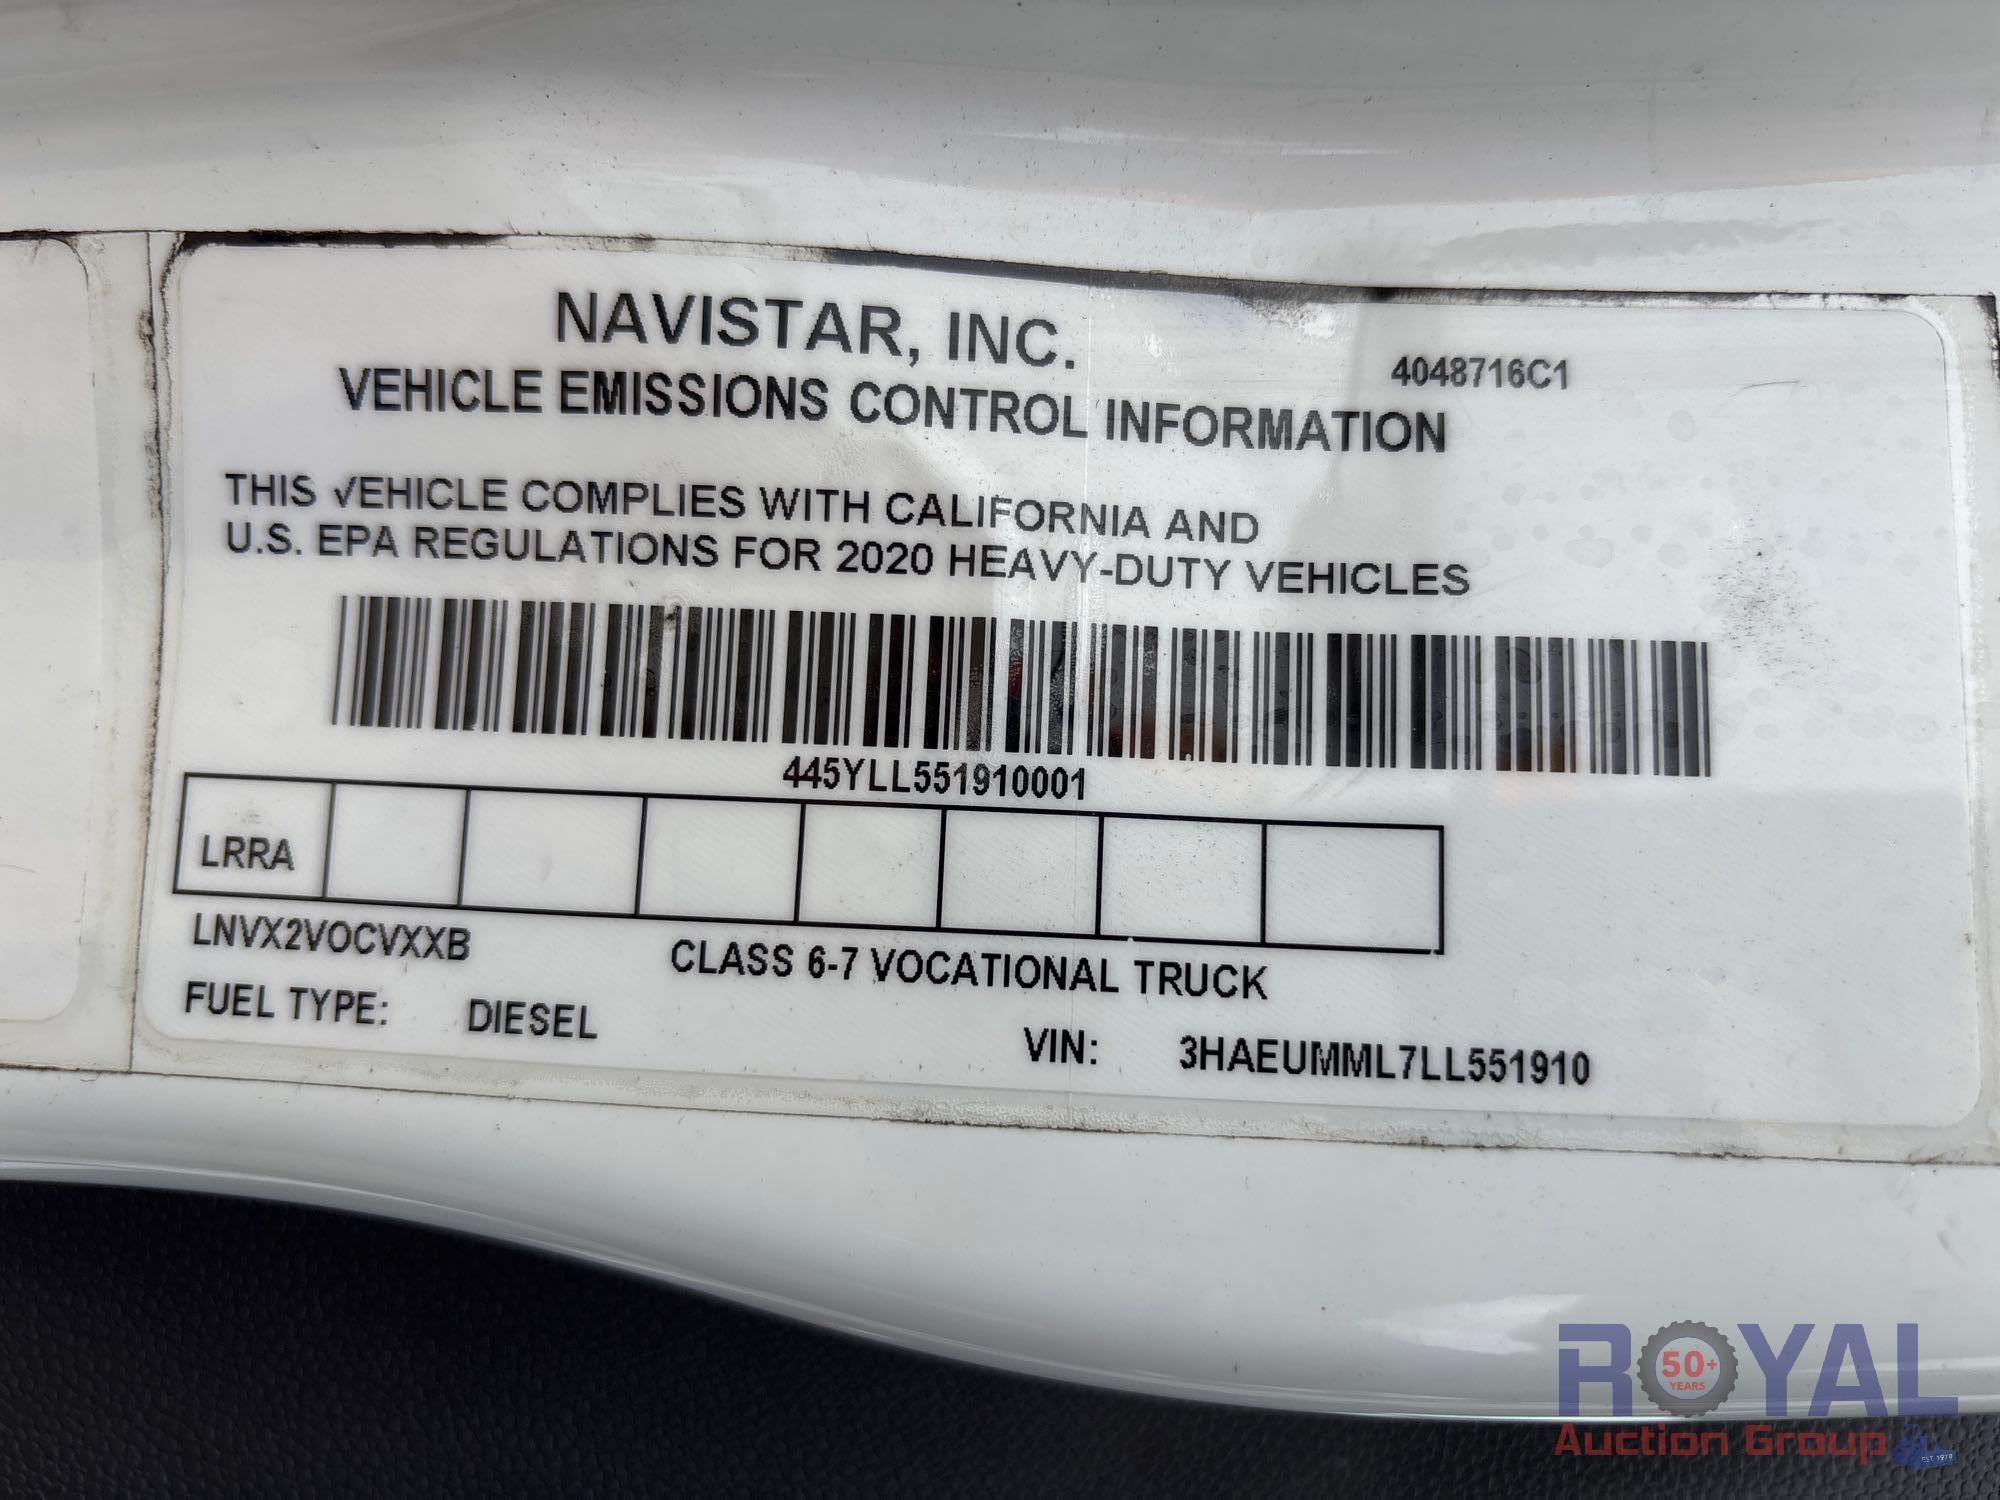 NAVISTAR, INC.
4048716C1
VEHICLE EMISSIONS CONTROL INFORMATION
THIS VEHICLE COMPLIES WITH CALIFORNIA AND
U.S. EPA REGULATIONS FOR 2020 HEAVY-DUTY VEHICLES
445YLL551910001
LRRA
LNVX2VOCVXXB
CLASS 6-7 VOCATIONAL TRUCK
FUEL TYPE: DIESEL
VIN: 3HAEUMML7LL551910
ROYAL
50+
YEARS
Auction Group
EST. 1970